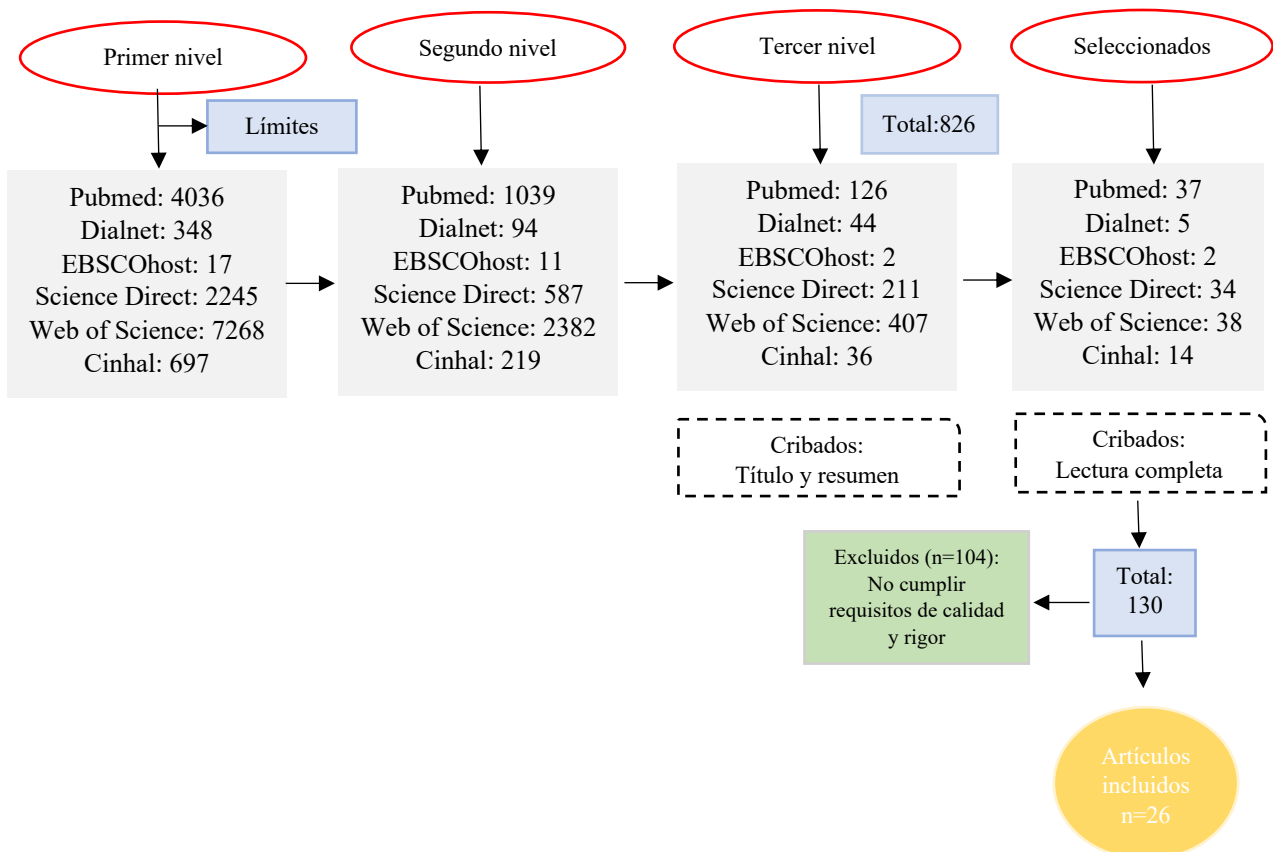 Primer nivel
Segundo nivel
Tercer nivel
Seleccionados
Límites
Total:826
Pubmed: 4036
Dialnet: 348
EBSCOhost: 17
Science Direct: 2245
Web of Science: 7268
Cinhal: 697
Pubmed: 1039
Dialnet: 94
EBSCOhost: 11
Science Direct: 587
Web of Science: 2382
Cinhal: 219
Pubmed: 126
Dialnet: 44
EBSCOhost: 2
Science Direct: 211
Web of Science: 407
Cinhal: 36
Pubmed: 37
Dialnet: 5
EBSCOhost: 2
Science Direct: 34
Web of Science: 38
Cinhal: 14
Cribados:
Título y resumen
Cribados:
Lectura completa
Excluidos (n=104):
No cumplir
requisitos de calidad
y rigor
Total:
130
Artículos
incluidos
n=26